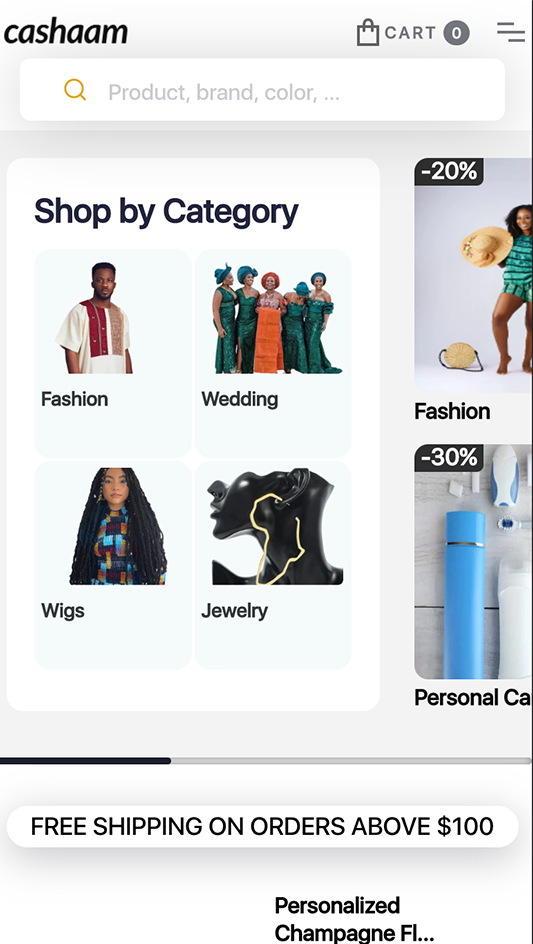 cashaam
CART 0
Product, brand, color, ...
Shop by Category
Fashion
Wedding
Wigs
Jewelry
-20%
Fashion
-30%
Personal Ca
FREE SHIPPING ON ORDERS ABOVE $100
Personalized
Champagne Fl...